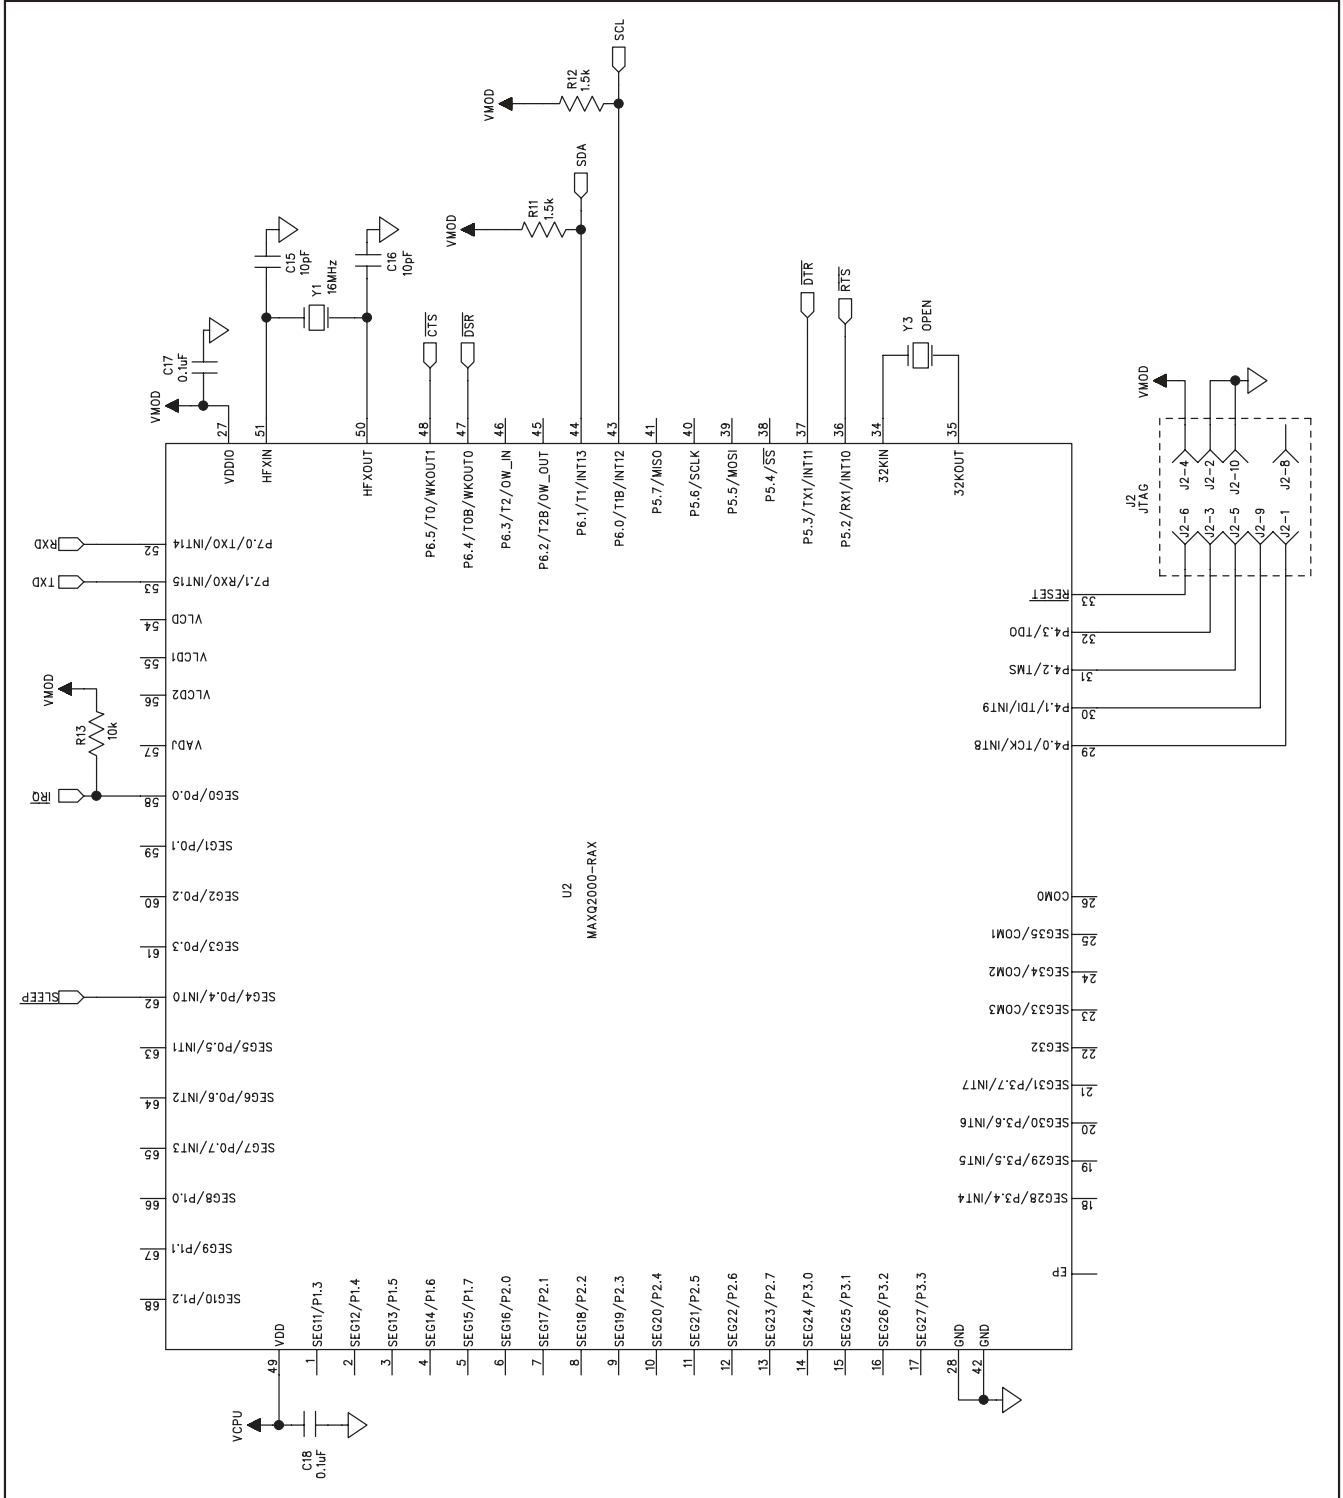 SCL
R12
1.5k
VMOD
SDA
R11
1.5k
VMOD
C15
10pF
Y1
16MHz
C16
10pF
C17
0.1uF
VMOD
CTS
DSR
DTR
RTS
Y3
OPEN
27
VDDIO
51
HFXIN
50
HFXOUT
48
P6.5/T0/WKOUT1
47
P6.4/T0B/WKOUT0
46
P6.3/T2/OW_IN
45
P6.2/T2B/OW_OUT
44
P6.1/T1/INT13
43
P6.0/T1B/INT12
41
P5.7/MISO
40
P5.6/SCLK
39
P5.5/MOSI
38
P5.4/SS
37
P5.3/TX1/INT11
36
P5.2/RX1/INT10
34
32KIN
35
32KOUT
RXD
52
P7.0/TX0/INT14
TXD
53
P7.1/RX0/INT15
54
VLCD
55
VLCD1
56
VLCD2
57
VADJ
VMOD
R13
10k
IRQ
58
SEG0/P0.0
59
SEG1/P0.1
60
SEG2/P0.2
61
SEG3/P0.3
SLEEP
62
SEG4/P0.4/INT0
63
SEG5/P0.5/INT1
64
SEG6/P0.6/INT2
65
SEG7/P0.7/INT3
66
SEG8/P1.0
67
SEG9/P1.1
68
SEG10/P1.2
U2
MAXQ2000-RAX
VMOD
J2
JTAG
J2-4
J2-2
J2-10
J2-8
J2-6
J2-3
J2-5
J2-9
J2-1
RESET
33
P4.3/TDO
32
P4.2/TMS
31
P4.1/TDI/INT9
30
P4.0/TCK/INT8
29
COM0
26
SEG35/COM1
25
SEG34/COM2
24
SEG33/COM3
23
SEG32
22
SEG31/P3.7/INT7
21
SEG30/P3.6/INT6
20
SEG29/P3.5/INT5
19
SEG28/P3.4/INT4
18
EP
VDD
49
SEG11/P1.3
1
SEG12/P1.4
2
SEG13/P1.5
3
SEG14/P1.6
4
SEG15/P1.7
5
SEG16/P2.0
6
SEG17/P2.1
7
SEG18/P2.2
8
SEG19/P2.3
9
SEG20/P2.4
10
SEG21/P2.5
11
SEG22/P2.6
12
SEG23/P2.7
13
SEG24/P3.0
14
SEG25/P3.1
15
SEG26/P3.2
16
SEG27/P3.3
17
GND
28
GND
42
VCPU
C18
0.1uF